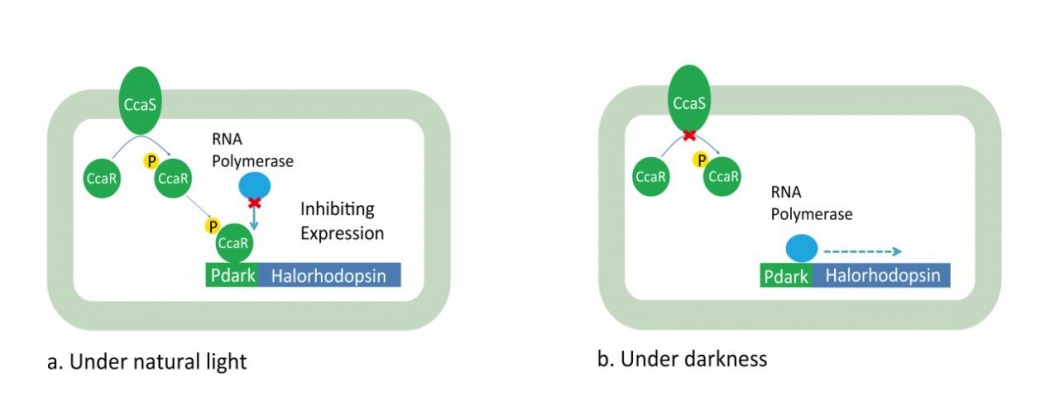 CcaS
RNA
Polymerase
P
CcaR
CcaR
Inhibiting
Expression
P
CcaR
Pdark Halorhodopsin
a. Under natural light
CcaS
P
CcaR
CcaR
RNA
Polymerase
Pdark Halorhodopsin
b. Under darkness